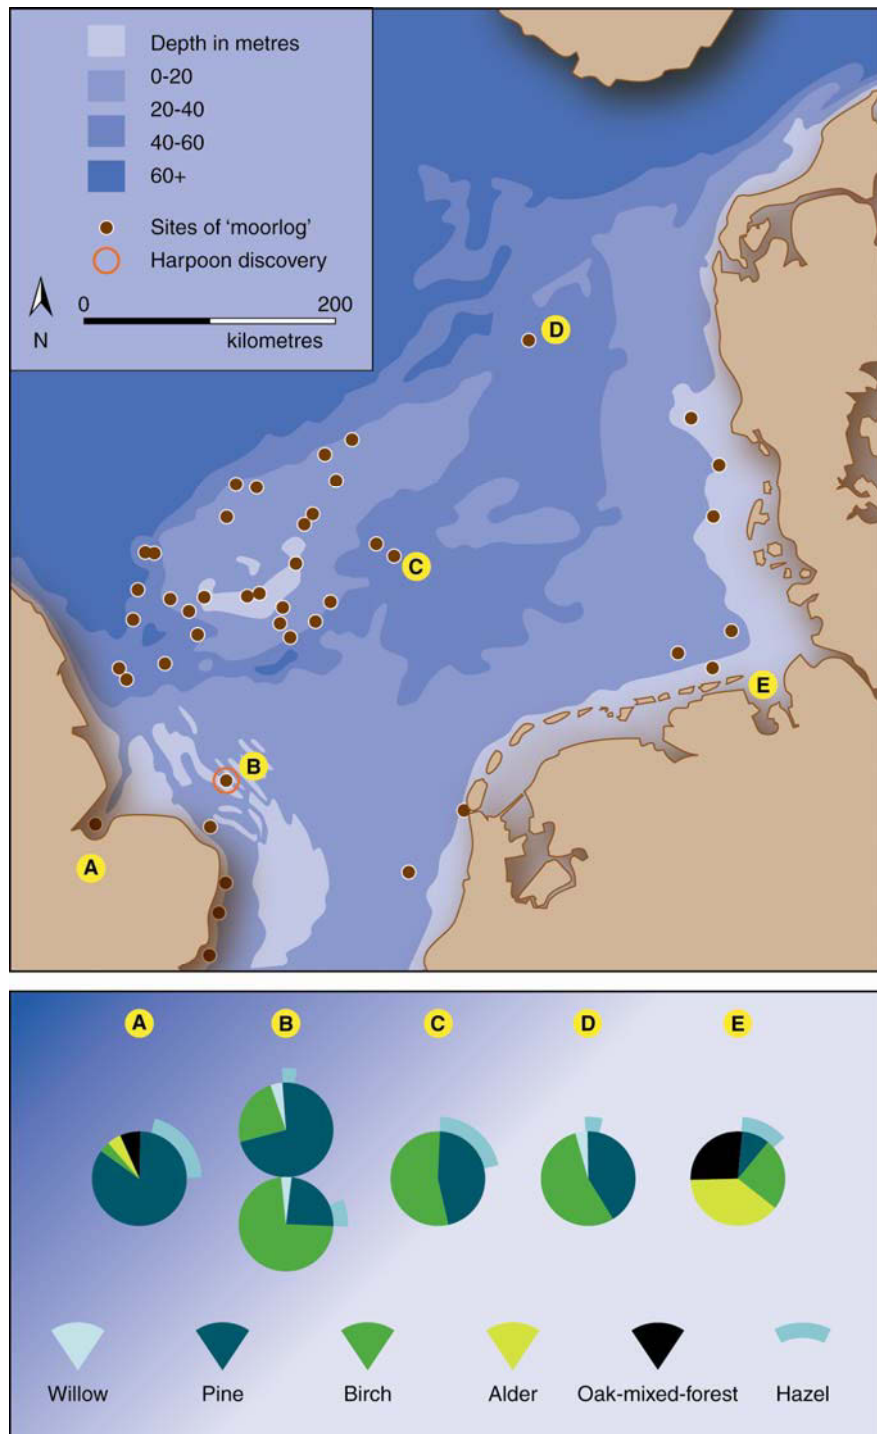 Depth in metres
0-20
20-40
40-60
60+
Sites of 'moorlog'
Harpoon discovery
0 200
N kilometres
D
C
E
B
A
A B C D E
Willow Pine Birch Alder Oak-mixed-forest Hazel